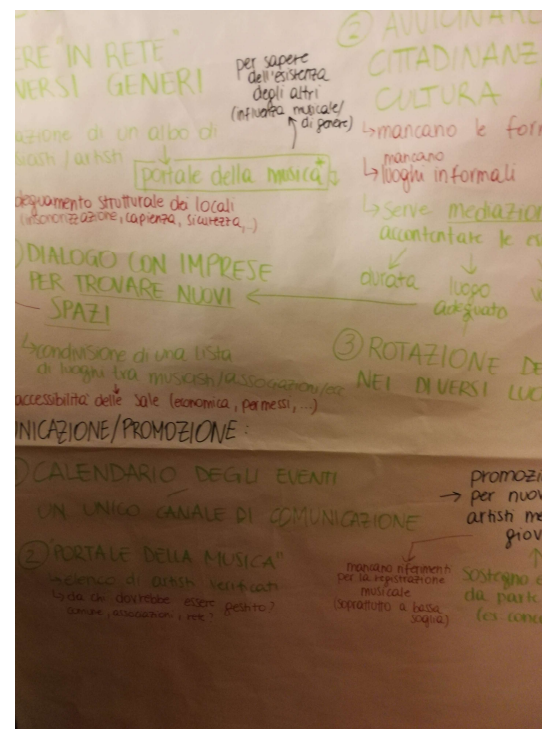 ERE "IN RETE"
VERSI GENERI
azione di un albo di
/ artisti
portale della musica
per sapere
dell'esistenza
degli altri
(influenza musicale/
di genere)
deguamento strutturale dei locali
(insonorizzazione, capienza, sicurezza, ..)
DIALOGO CON IMPRESE
PER TROVARE NUOVI
SPAZI
↳ condivisione di una lista
di luoghi tra musicisti/associazioni/ecc
accessibilità delle sale (economica, permessi, ...)
② AVVICINARE
CITTADINANZ
CULTURA
↳ mancano le for
↳ mancano
luoghi informali
↳ serve mediazion
accontentate le es
durata
luogo
adeguato
③ ROTAZIONE DE
NEI DIVERSI LUO
UNICAZIONE/PROMOZIONE:
CALENDARIO DEGLI EVENTI
UN UNICO CANALE DI COMUNICAZIONE
→ promozi
per nuov
artisti me
giov
② "PORTALE DELLA MUSICA"
↳ elenco di artisti verificati
↳ da chi dovrebbe essere gestito?
comune, associazioni, rete?
mancano riferimenti
per la registrazione
musicale
(soprattutto a bassa
soglia)
sostegno e
da parte
(es. conc